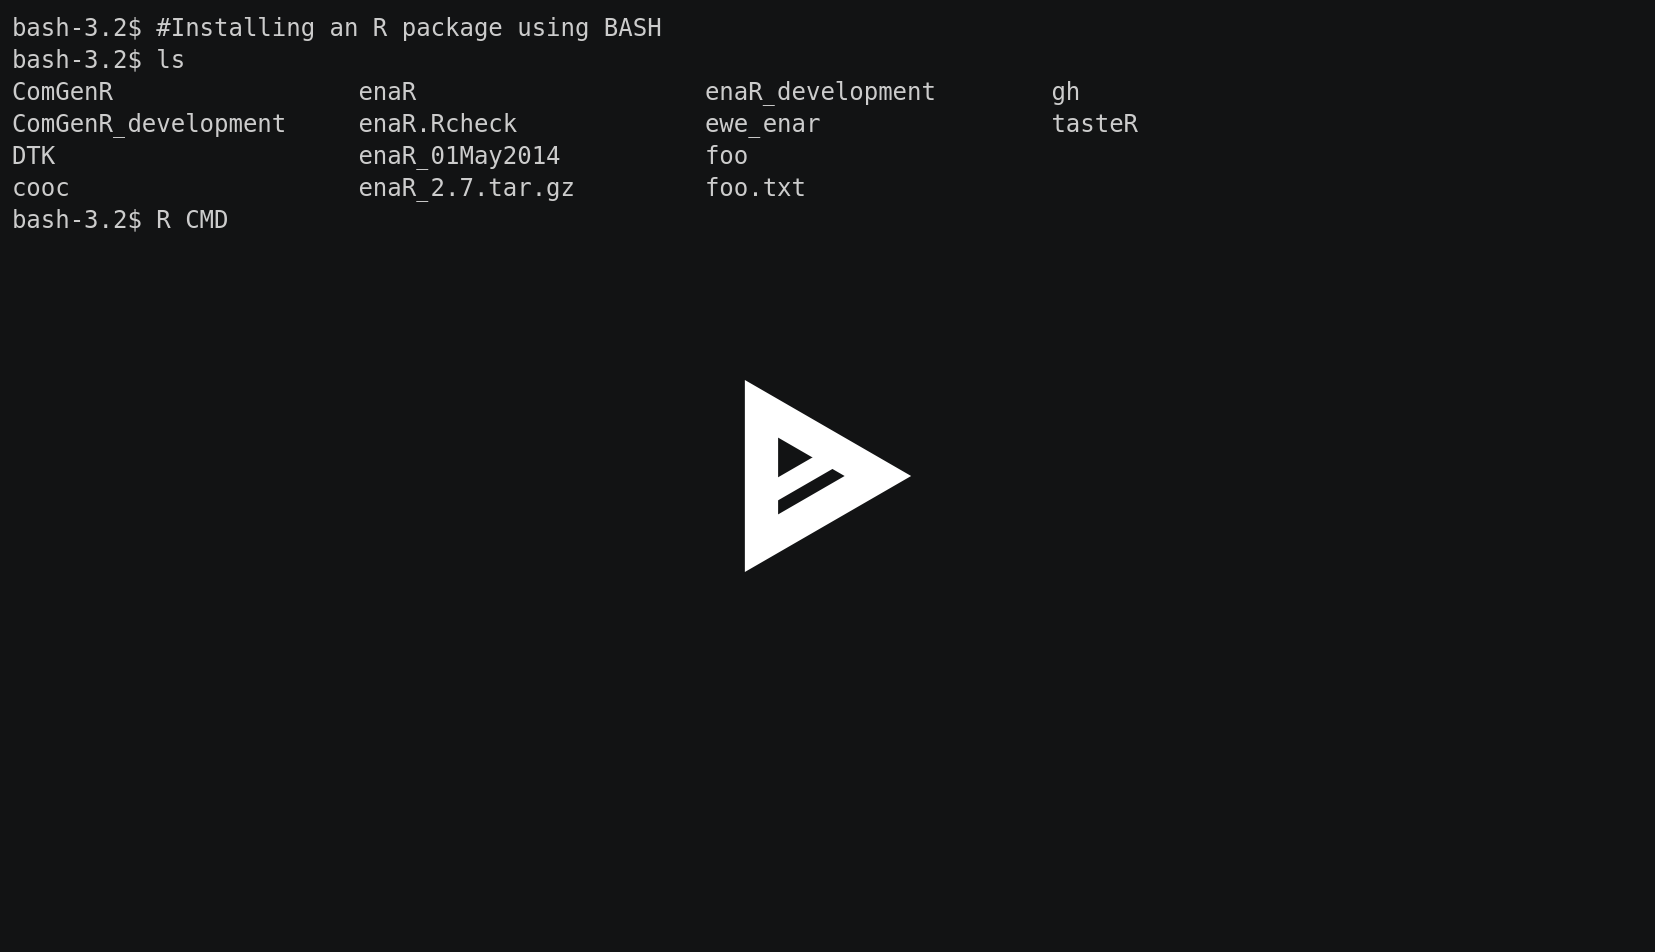 bash-3.2$ #Installing an R package using BASH
bash-3.2$ ls
ComGenR                 enaR                    enaR_development        gh
ComGenR_development     enaR.Rcheck             ewe_enar                tasteR
DTK                     enaR_01May2014          foo
cooc                    enaR_2.7.tar.gz         foo.txt
bash-3.2$ R CMD